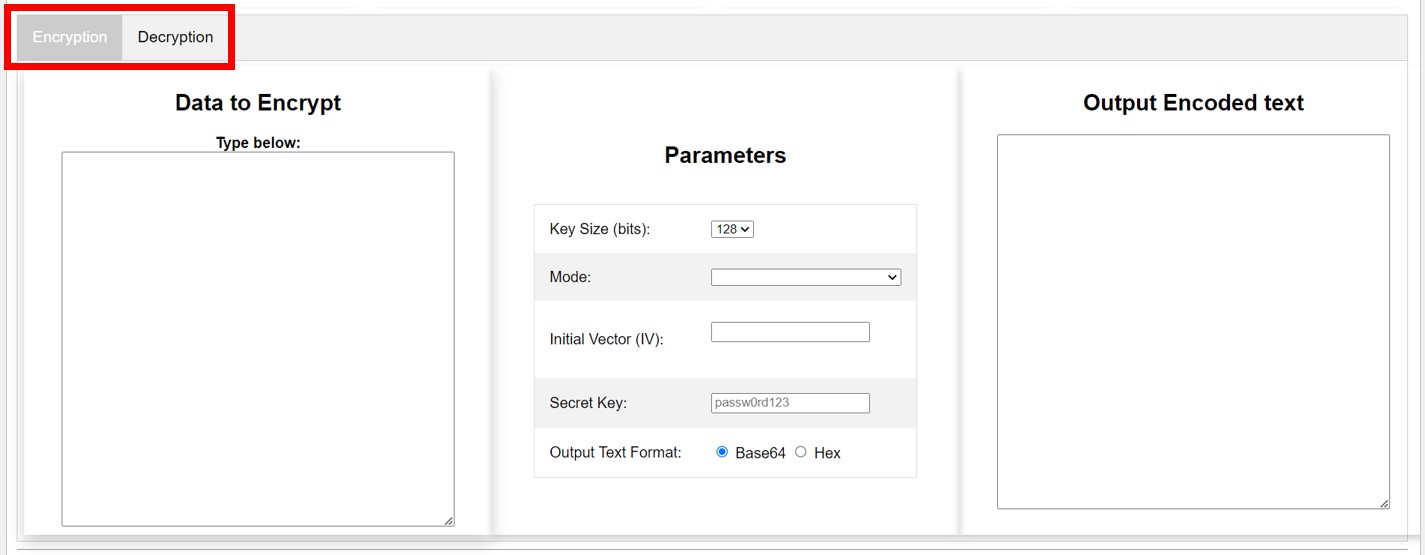 Encryption Decryption
Data to Encrypt
Type below:
Parameters
Key Size (bits): 128
Mode:
Initial Vector (IV):
Secret Key: passw0rd123
Output Text Format: Base64 Hex
Output Encoded text